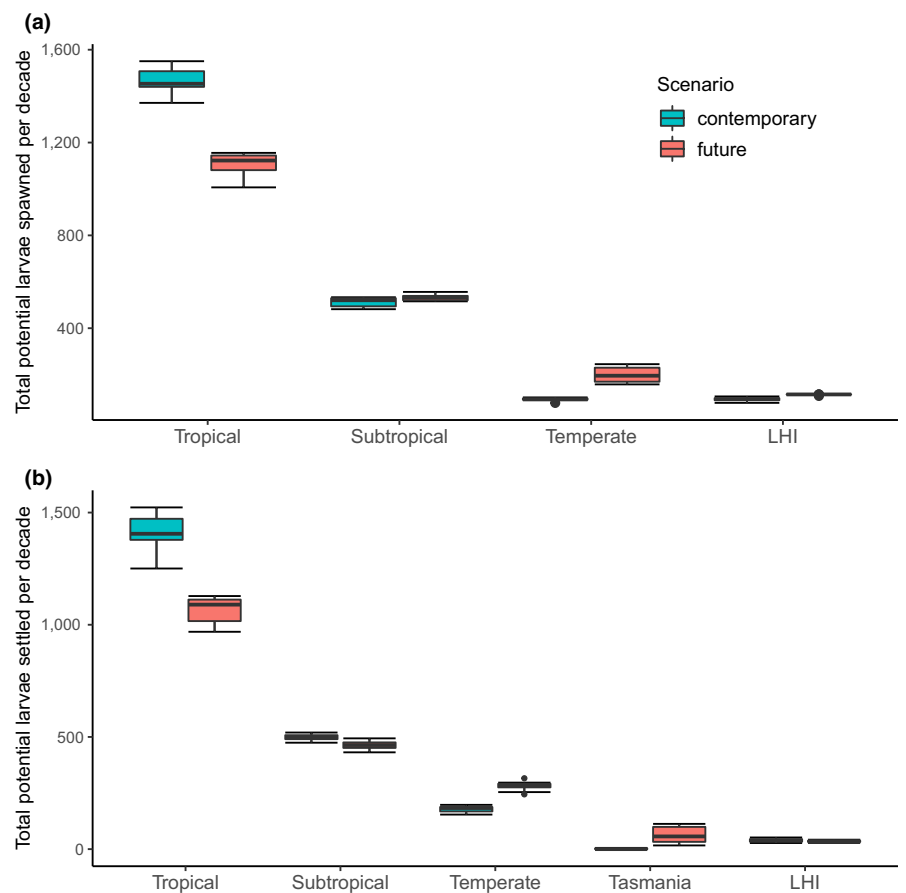 (a)
Total potential larvae spawned per decade
1,600
1,200
800
400
Scenario
contemporary
future
Tropical Subtropical Temperate LHI
(b)
Total potential larvae settled per decade
1,500
1,000
500
0
Tropical Subtropical Temperate Tasmania LHI